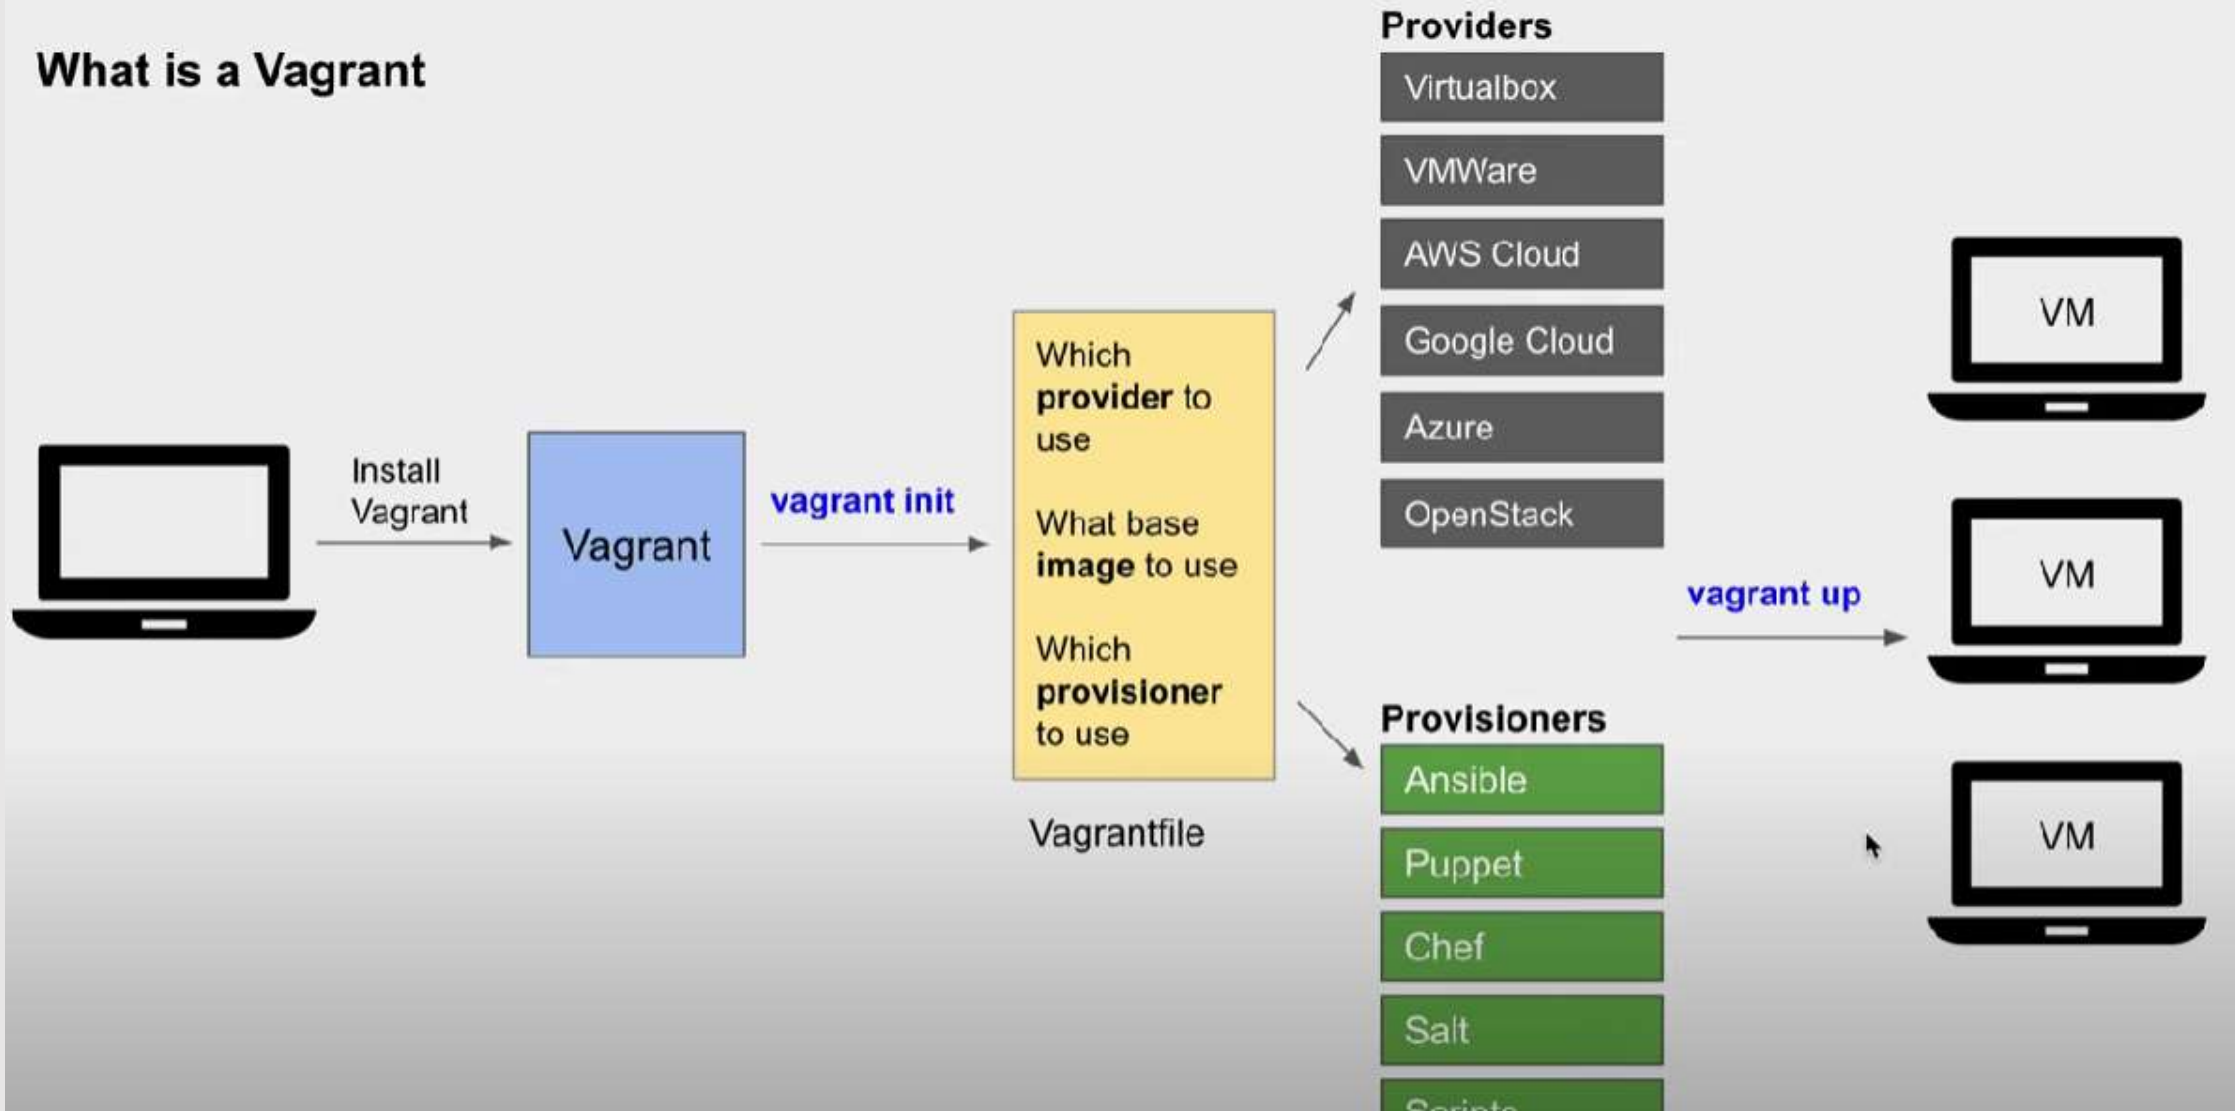 What is a Vagrant
Install
Vagrant
Vagrant
vagrant init
Which
provider to
use
What base
image to use
Which
provisioner
to use
Vagrantfile
Providers
Virtualbox
VMWare
AWS Cloud
Google Cloud
Azure
OpenStack
Provisioners
Ansible
Puppet
Chef
Salt
Scripts
vagrant up
VM
VM
VM